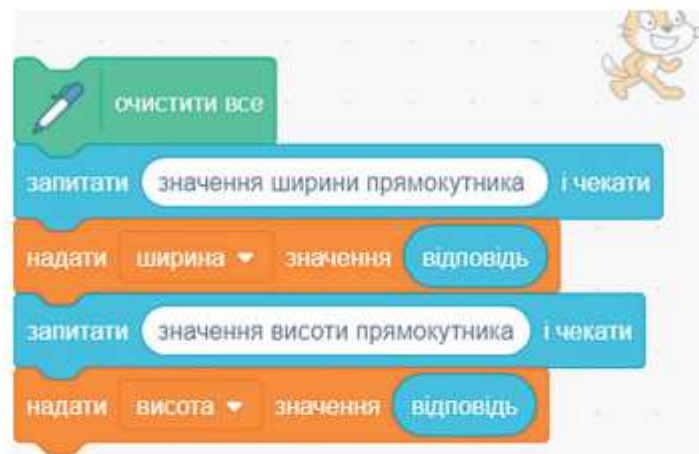 очистити все
запитати значення ширини прямокутника і чекати
надати ширина значення відповідь
запитати значення висоти прямокутника і чекати
надати висота значення відповідь